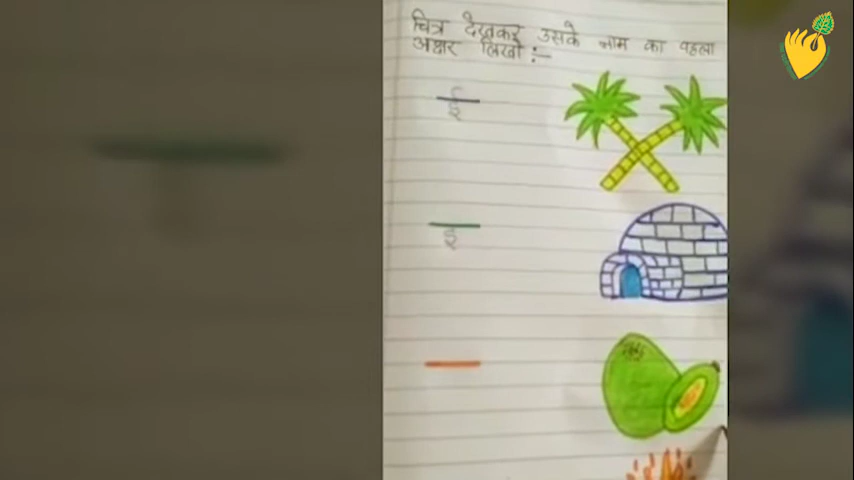 चित्र देखकर उसके नाम का पहला
अक्षर लिखो :-
ई
इ